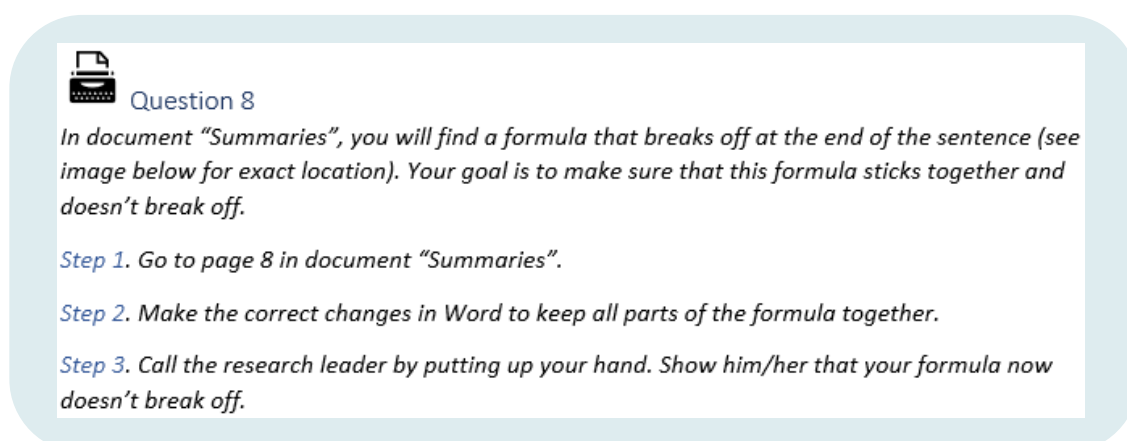 Question 8
In document “Summaries”, you will find a formula that breaks off at the end of the sentence (see
image below for exact location). Your goal is to make sure that this formula sticks together and
doesn’t break off.
Step 1. Go to page 8 in document “Summaries”.
Step 2. Make the correct changes in Word to keep all parts of the formula together.
Step 3. Call the research leader by putting up your hand. Show him/her that your formula now
doesn’t break off.